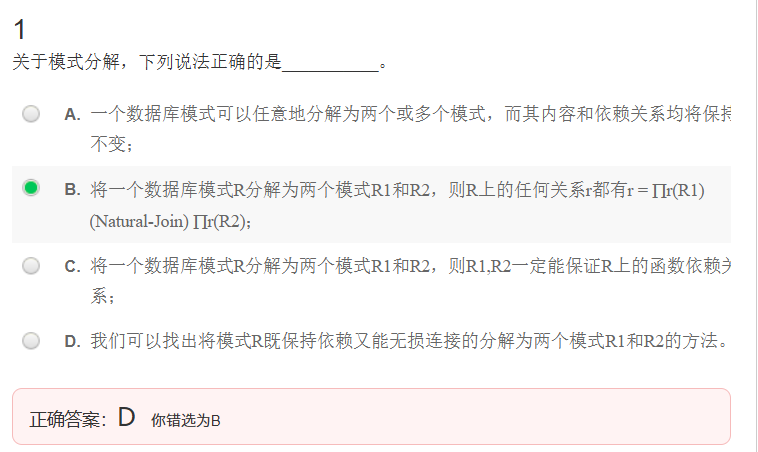 1
关于模式分解，下列说法正确的是__________。
A. 一个数据库模式可以任意地分解为两个或多个模式，而其内容和依赖关系均将保持
不变；
B. 将一个数据库模式R分解为两个模式R1和R2，则R上的任何关系r都有r = ∏r(R1)
(Natural-Join) ∏r(R2)；
C. 将一个数据库模式R分解为两个模式R1和R2，则R1,R2一定能保证R上的函数依赖关
系；
D. 我们可以找出将模式R既保持依赖又能无损连接的分解为两个模式R1和R2的方法。
正确答案：D 你错选为B